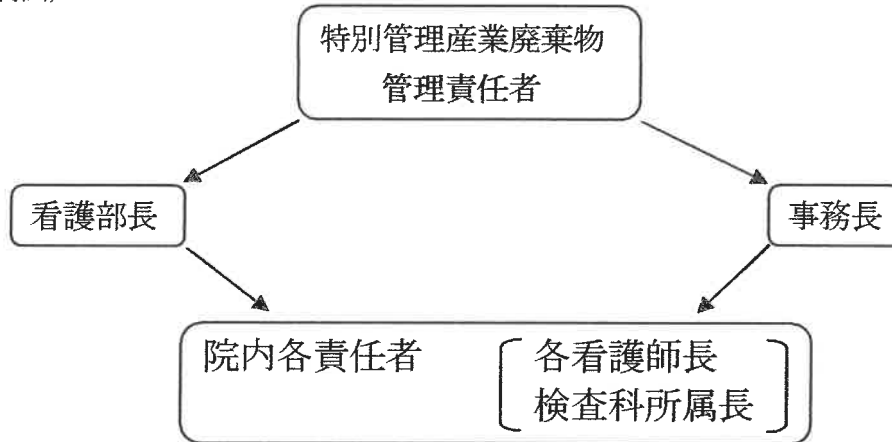 特別管理産業廃棄物
管理責任者
看護部長
事務長
院内各責任者
各看護師長
検査科所属長